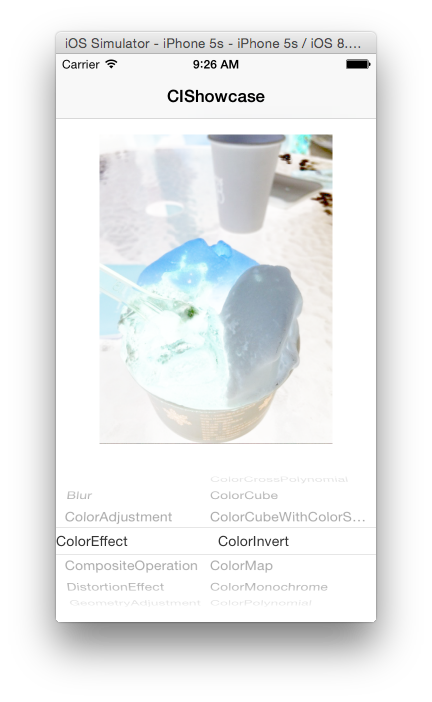 iOS Simulator - iPhone 5s - iPhone 5s / iOS 8....
Carrier 9:26 AM
CIShowcase
ColorCrossPolynomial
Blur ColorCube
ColorAdjustment ColorCubeWithColorS...
ColorEffect ColorInvert
CompositeOperation ColorMap
DistortionEffect ColorMonochrome
GeometryAdjustment ColorPolynomial